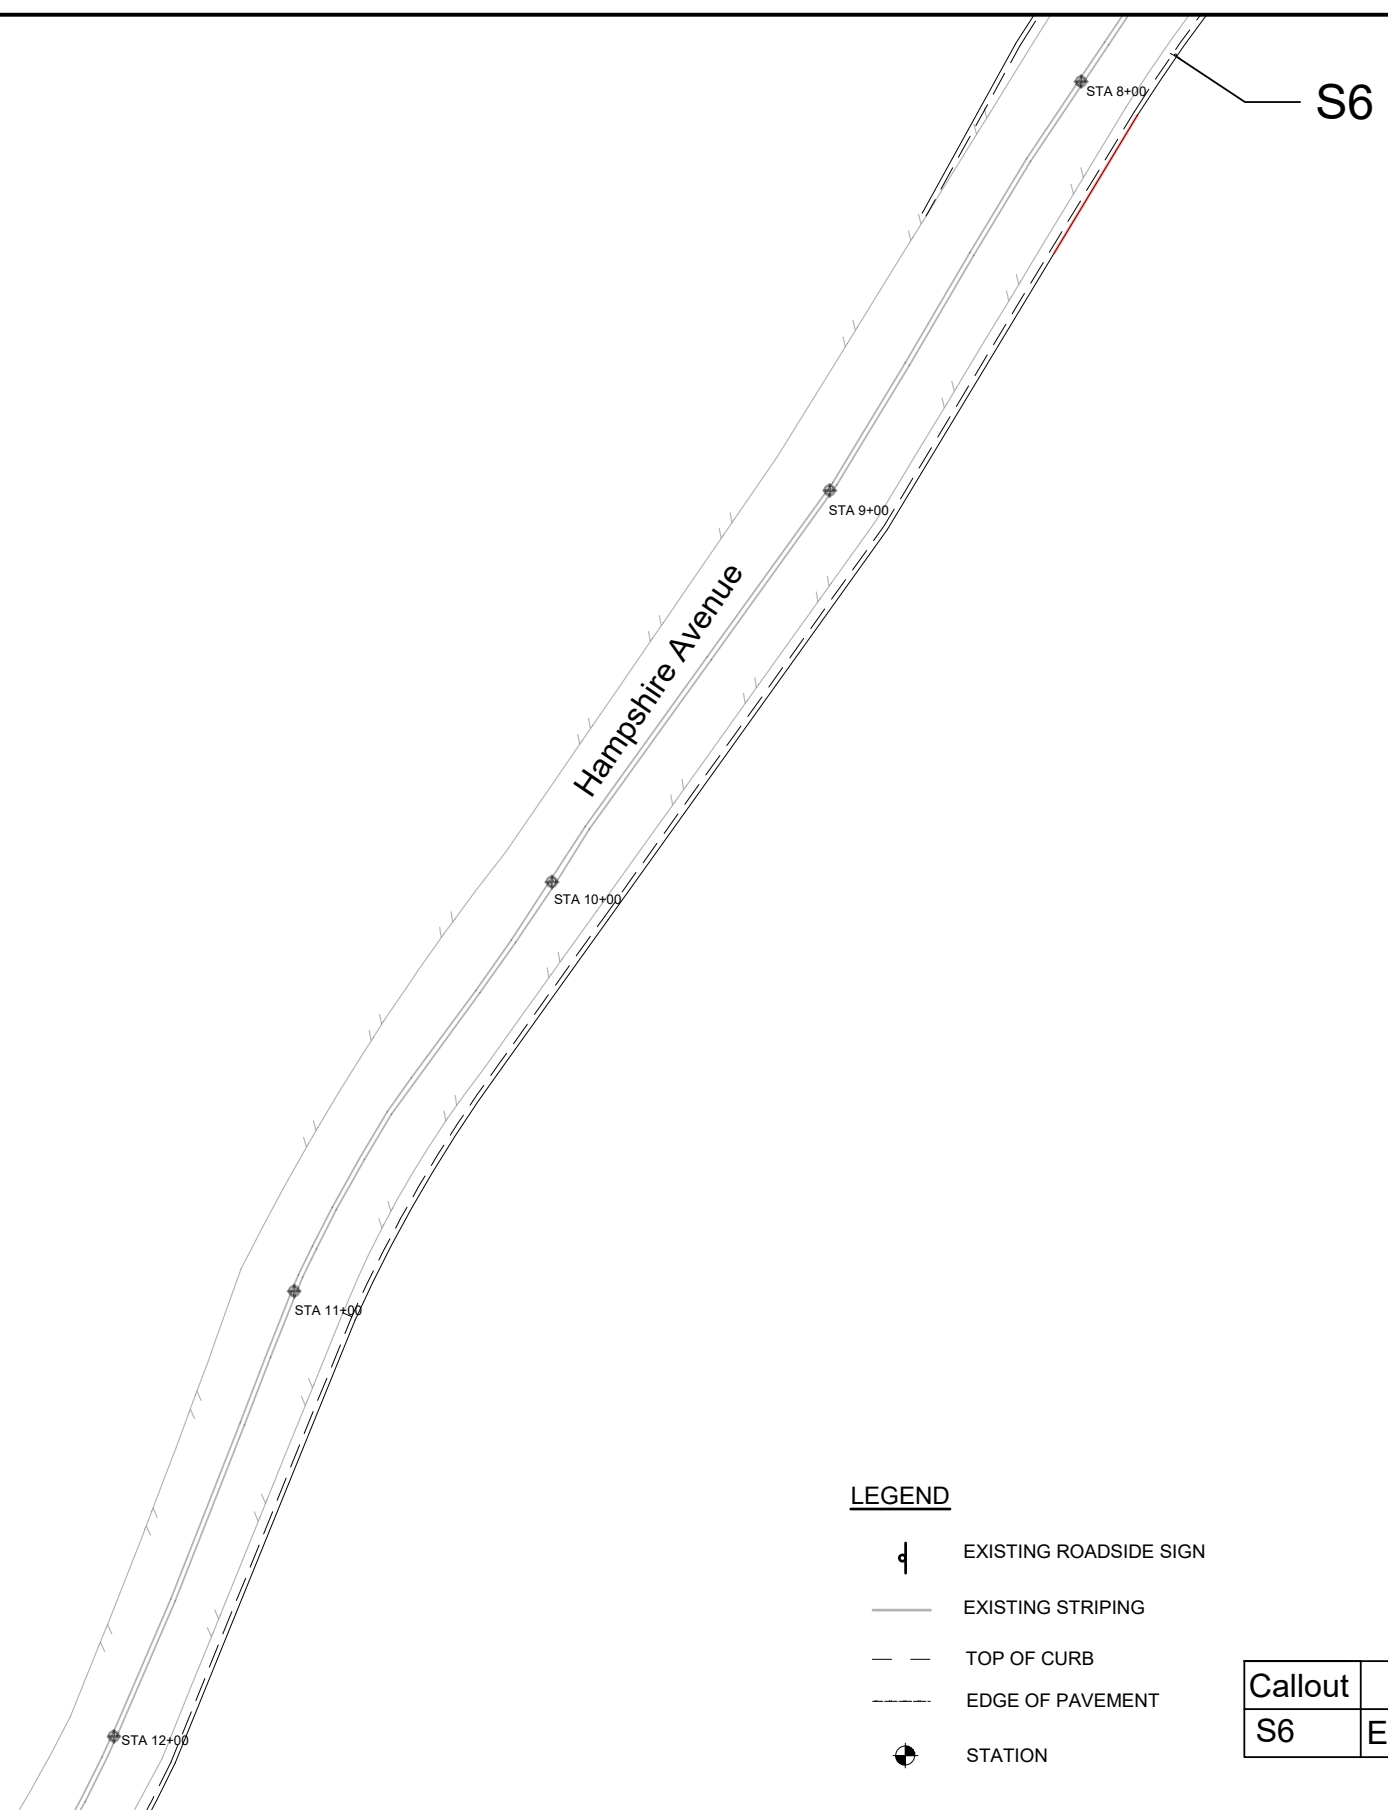 S6
STA 8+00
STA 9+00
Hampshire Avenue
STA 10+00
STA 11+00
STA 12+00
LEGEND
EXISTING ROADSIDE SIGN
EXISTING STRIPING
TOP OF CURB
EDGE OF PAVEMENT
STATION
Callout
S6 E